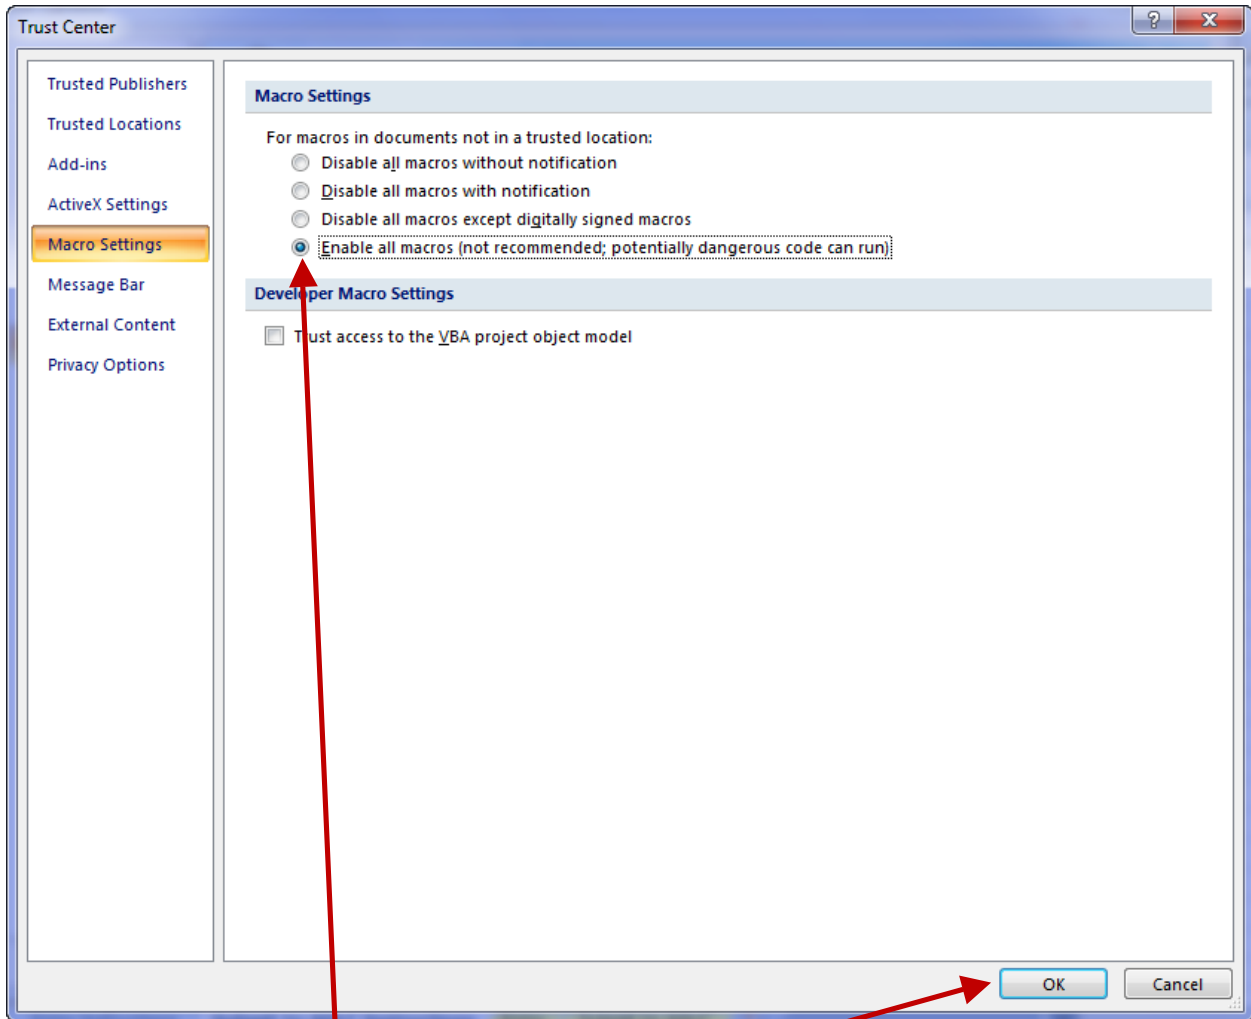 Trust Center
?
X
Trusted Publishers
Trusted Locations
Add-ins
ActiveX Settings
Macro Settings
Message Bar
External Content
Privacy Options
Macro Settings
For macros in documents not in a trusted location:
Disable all macros without notification
Disable all macros with notification
Disable all macros except digitally signed macros
Enable all macros (not recommended; potentially dangerous code can run)
Developer Macro Settings
Trust access to the VBA project object model
OK
Cancel